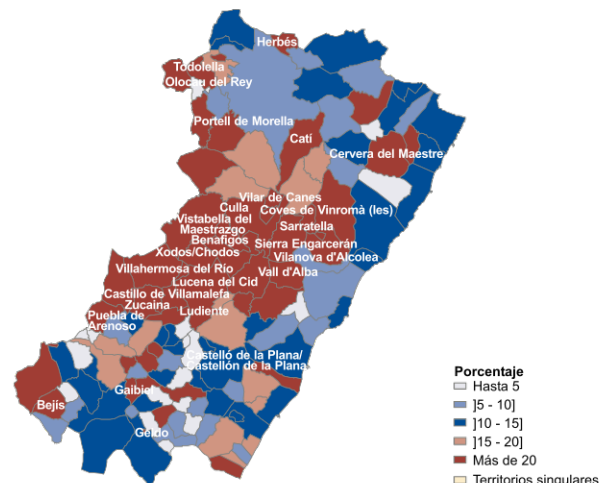 Herbés
Todolella
Olocau del Rey
Portell de Morella
Catí
Cervera del Maestre
Vilar de Canes
Culla
Coves de Vinromà (les)
Vistabella del
Maestrazgo
Sarratella
Benafigos
Sierra Engarcerán
Xodos/Chodos
Vilanova d'Alcolea
Villahermosa del Río
Vall d'Alba
Lucena del Cid
Castillo de Villamalefa
Zucaina
Ludiente
Puebla de
Arenoso
Castelló de la Plana/
Castellón de la Plana
Gaibiel
Bejís
Geldo
Porcentaje
Hasta 5
]5 - 10]
]10 - 15]
]15 - 20]
Más de 20
Territorios singulares